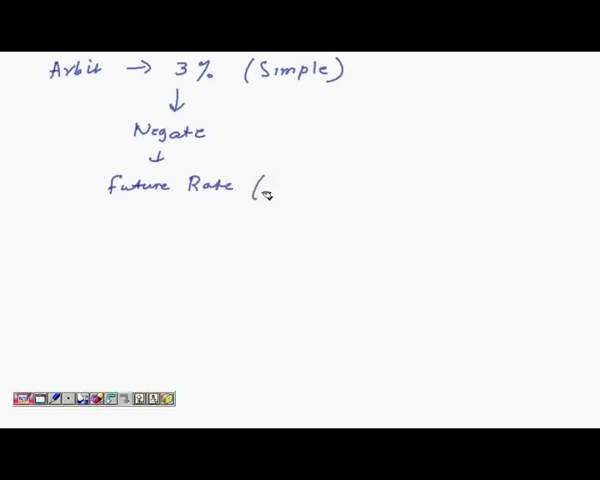 Arbit → 3% (Simple)
↓
Negate
↓
Future Rate (